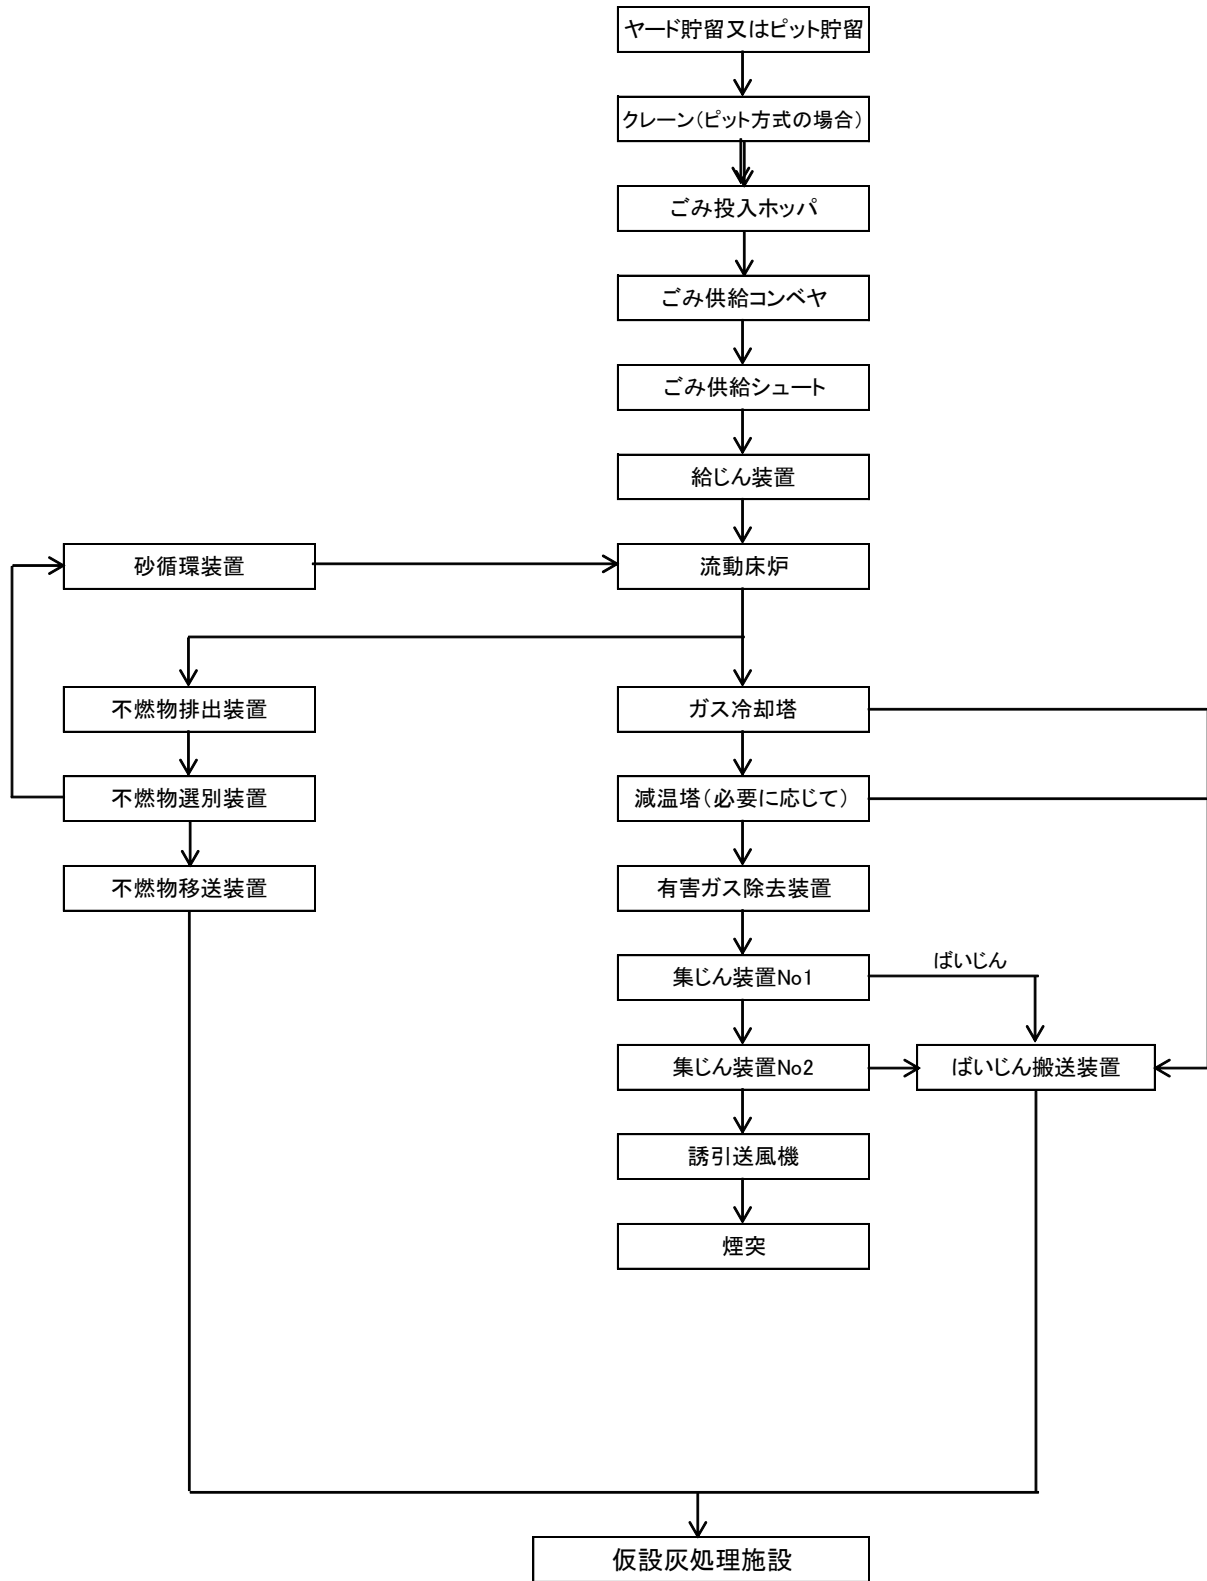 ヤード貯留又はピット貯留
クレーン(ピット方式の場合)
ごみ投入ホッパ
ごみ供給コンベヤ
ごみ供給シュート
給じん装置
砂循環装置
流動床炉
不燃物排出装置
ガス冷却塔
不燃物選別装置
減温塔(必要に応じて)
不燃物移送装置
有害ガス除去装置
ばいじん
集じん装置No1
集じん装置No2
ばいじん搬送装置
誘引送風機
煙突
仮設灰処理施設